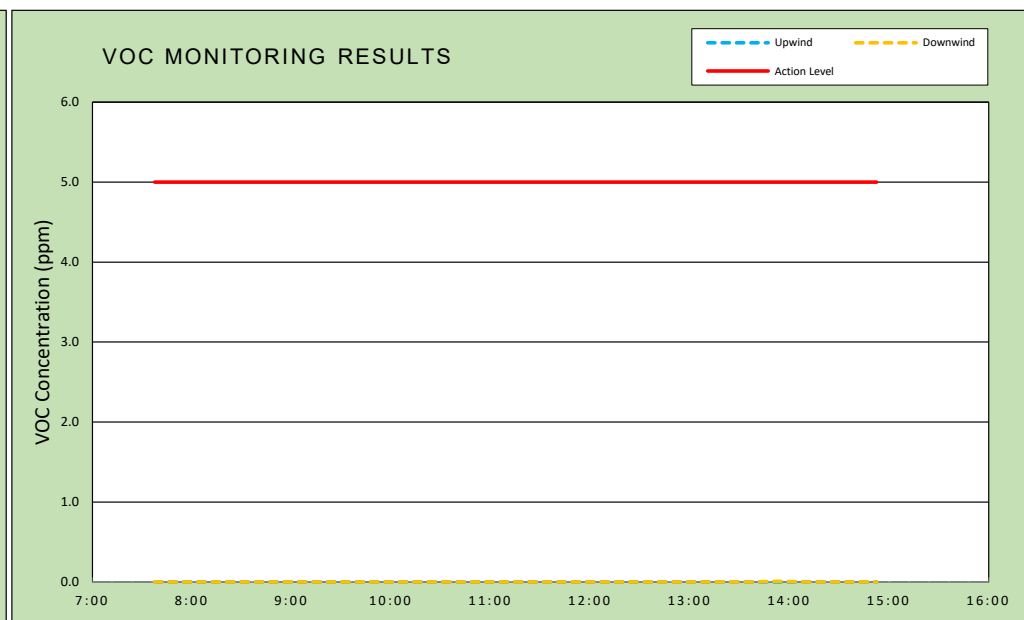 VOC MONITORING RESULTS
Upwind Downwind
Action Level
VOC Concentration (ppm)
6.0
5.0
4.0
3.0
2.0
1.0
0.0
7:00 8:00 9:00 10:00 11:00 12:00 13:00 14:00 15:00 16:00